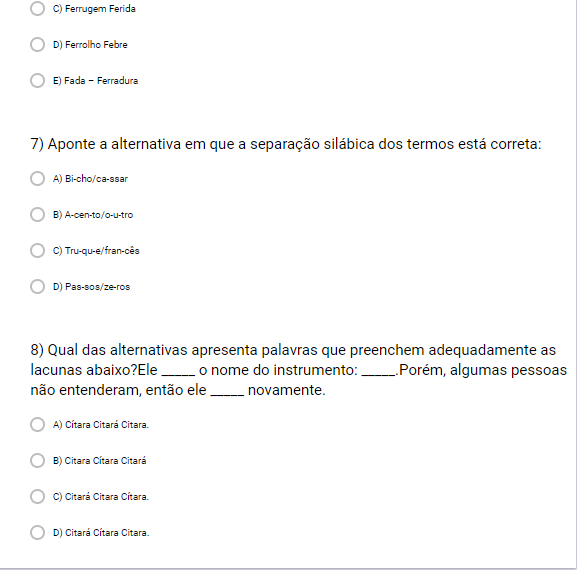 C) Ferrugem Ferida
D) Ferrolho Febre
E) Fada – Ferradura
7) Aponte a alternativa em que a separação silábica dos termos está correta:
A) Bi-cho/ca-ssar
B) A-cen-to/o-u-tro
C) Tru-qu-e/fran-cês
D) Pas-sos/ze-ros
8) Qual das alternativas apresenta palavras que preenchem adequadamente as
lacunas abaixo?Ele _____ o nome do instrumento: _____.Porém, algumas pessoas
não entenderam, então ele _____ novamente.
A) Cítara Citará Citara.
B) Citara Cítara Citará
C) Citará Citara Cítara.
D) Citará Cítara Citara.